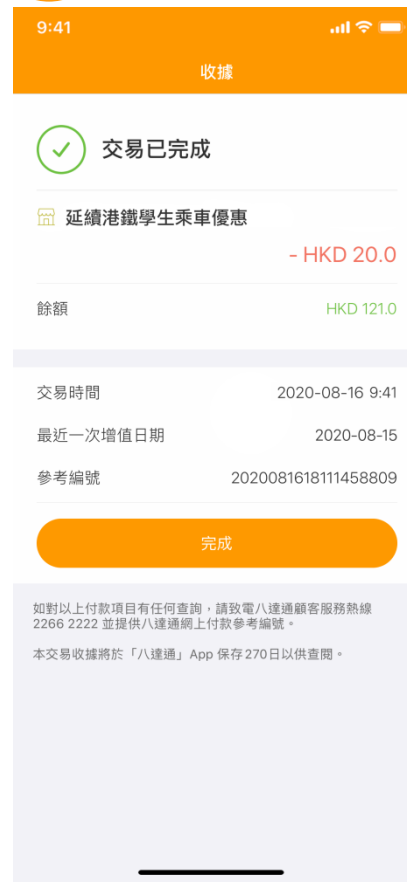 9:41
收據
交易已完成
延續港鐵學生乘車優惠
- HKD 20.0
餘額 HKD 121.0
交易時間 2020-08-16 9:41
最近一次增值日期 2020-08-15
參考編號 2020081618111458809
完成
如對以上付款項目有任何查詢,請致電八達通顧客服務熱線
2266 2222 並提供八達通網上付款參考編號。
本交易收據將於「八達通」App 保存270日以供查閱。